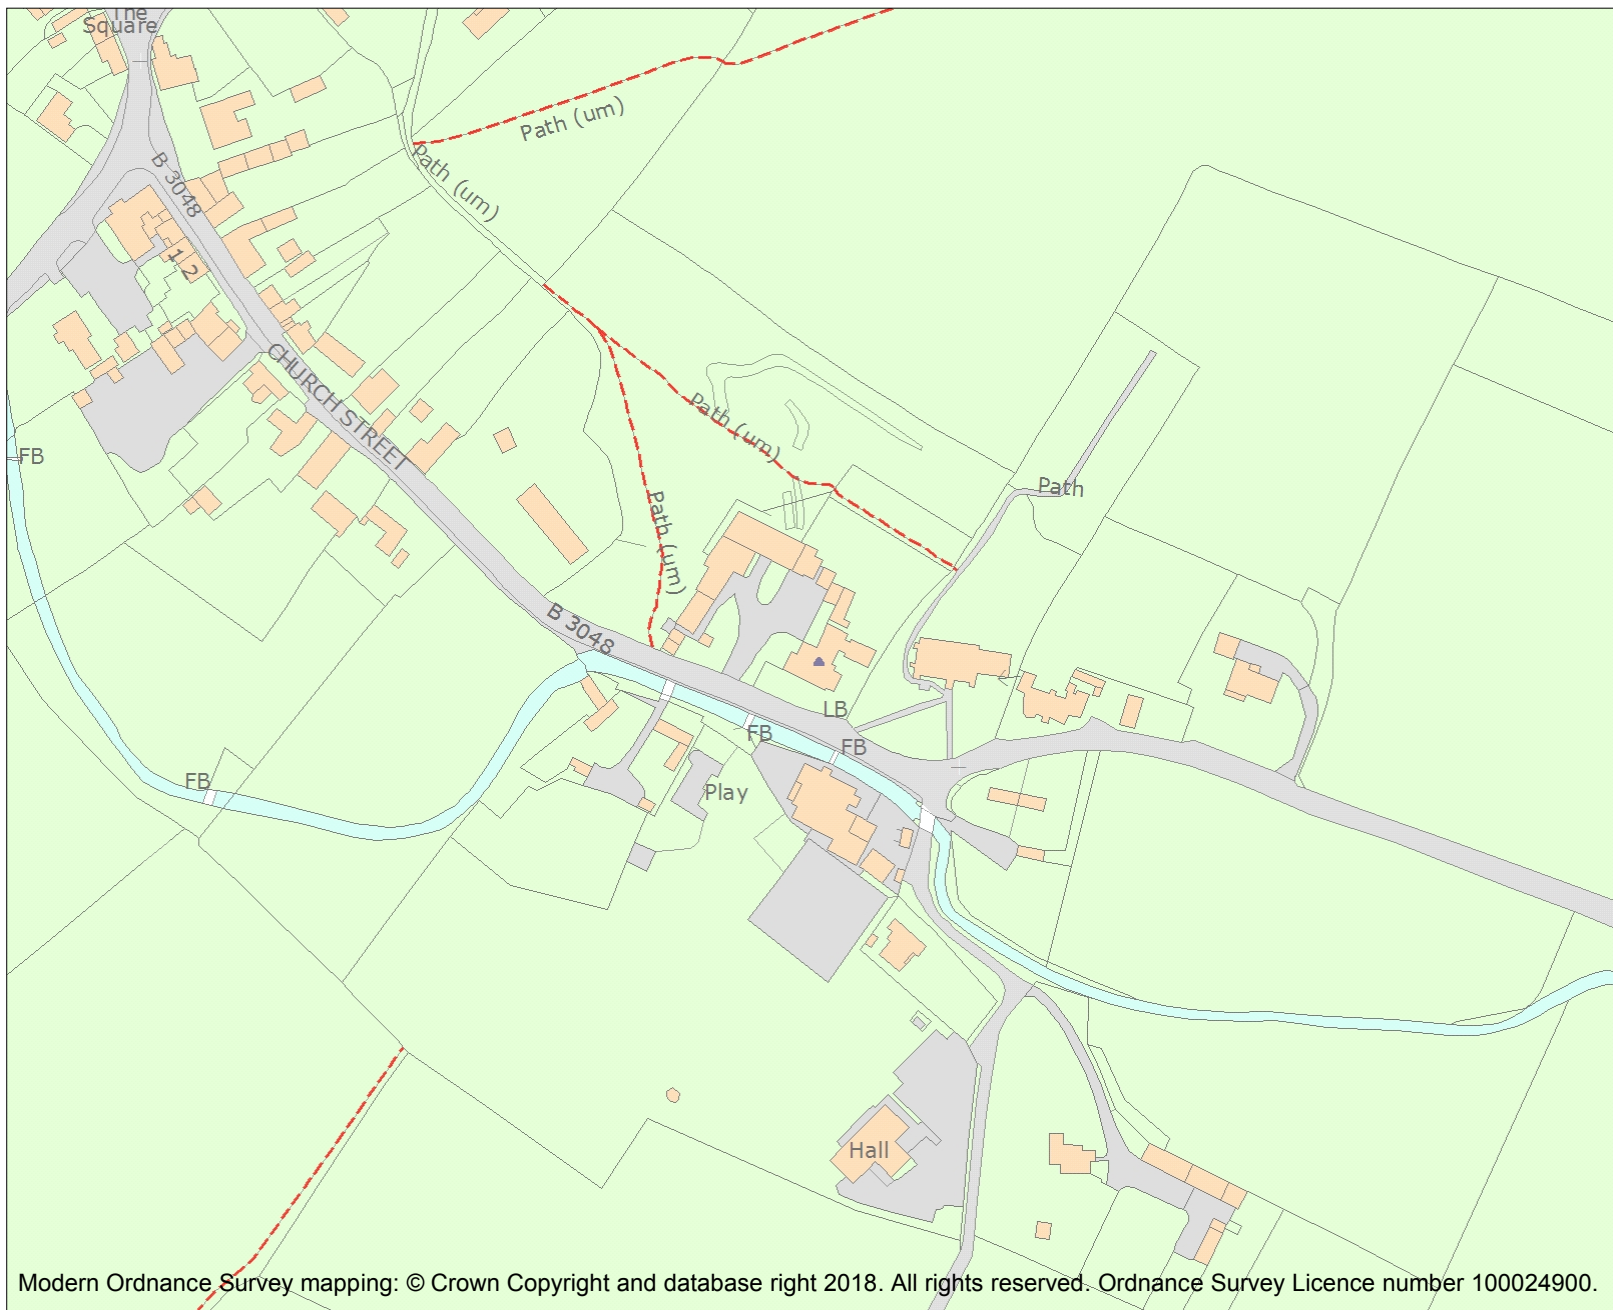 The
Square
Path (um)
Path (um)
B 3048
1
2
CHURCH STREET
Path (um)
FB
Path
Path (um)
B 3048
LB
FB
FB
FB
Play
Hall
Modern Ordnance Survey mapping: © Crown Copyright and database right 2018. All rights reserved. Ordnance Survey Licence number 100024900.